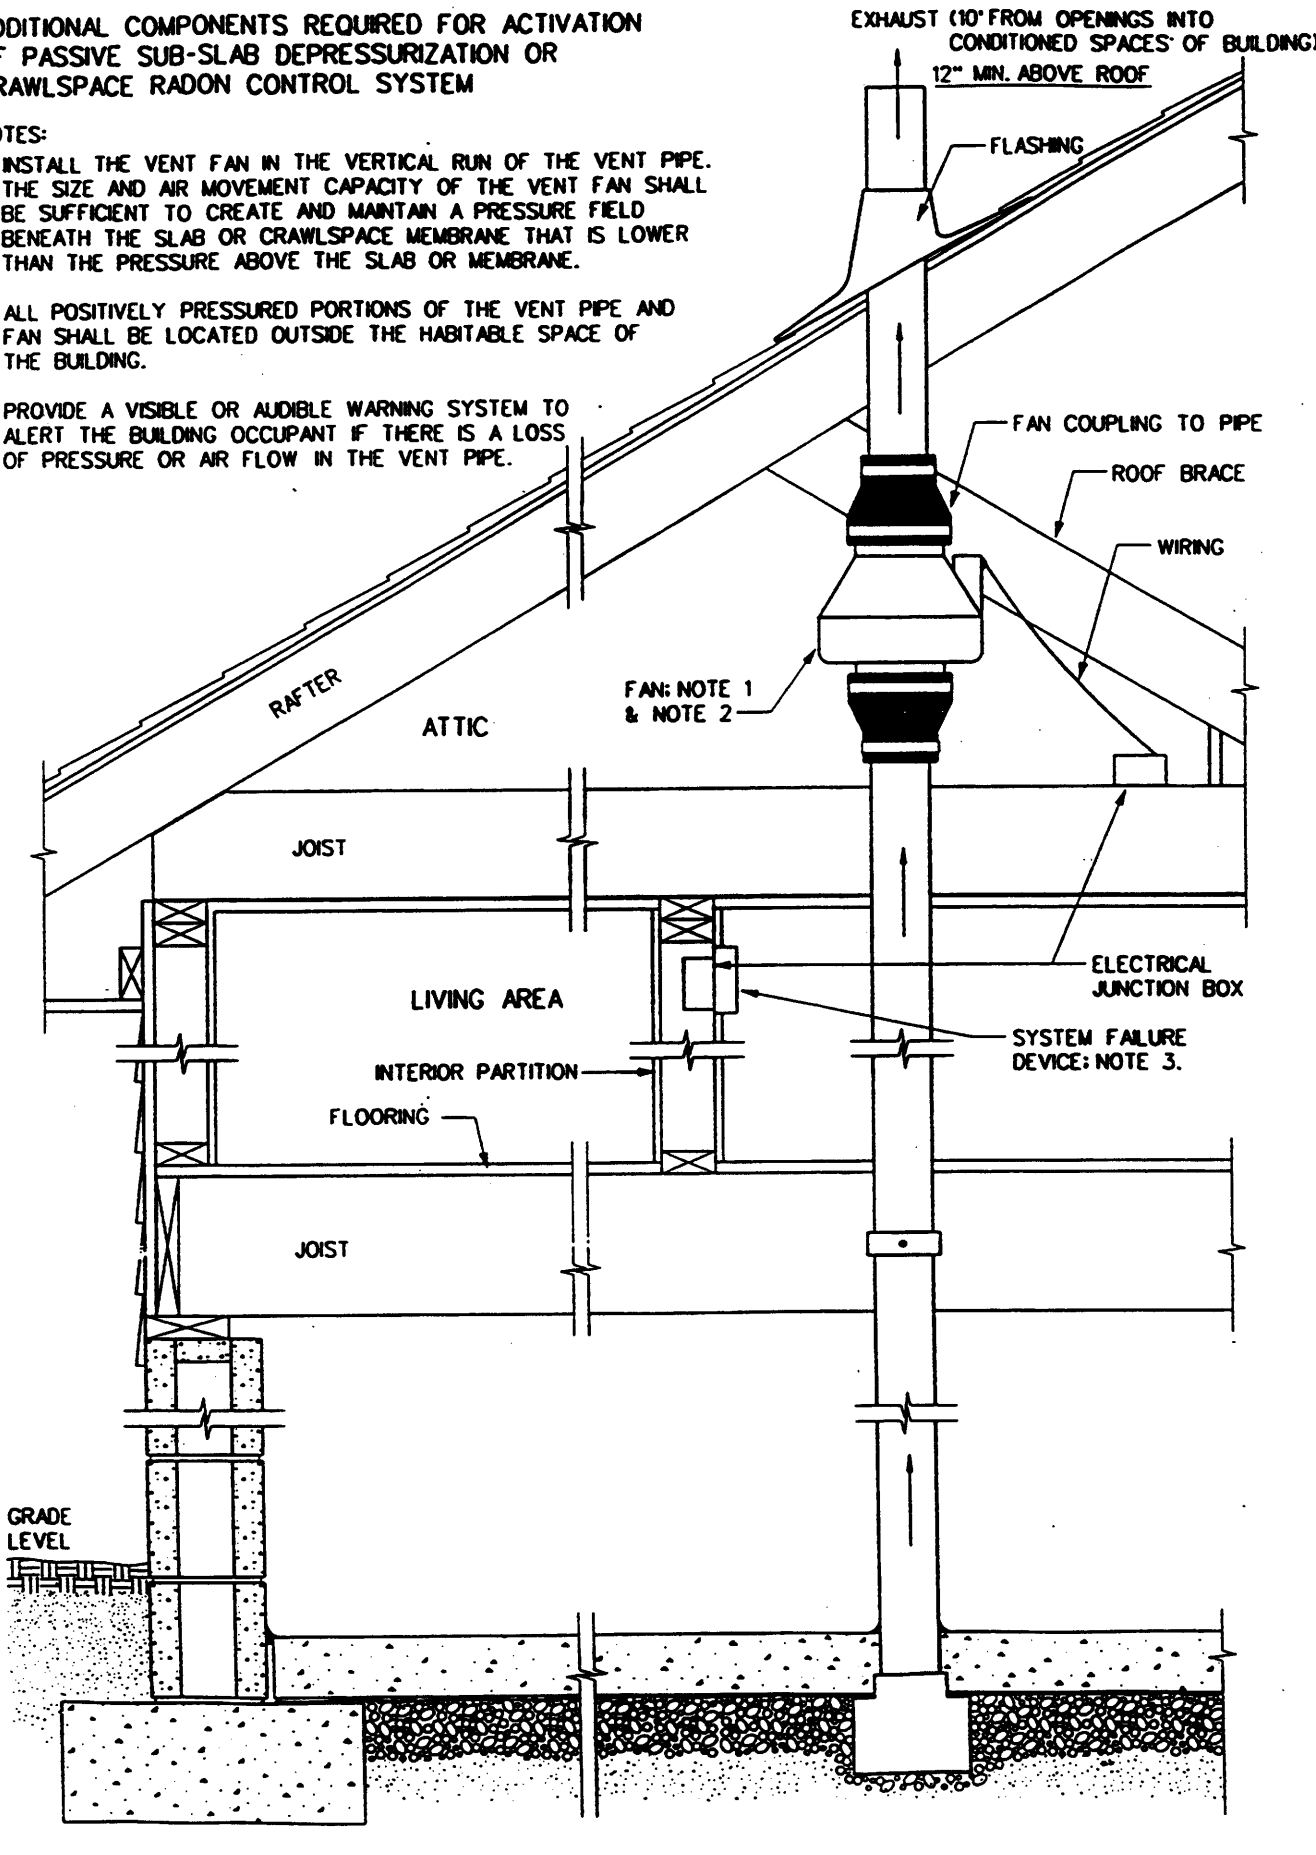 DDITIONAL COMPONENTS REQUIRED FOR ACTIVATION
F PASSIVE SUB-SLAB DEPRESSURIZATION OR
RAWLSPACE RADON CONTROL SYSTEM
OTES:
INSTALL THE VENT FAN IN THE VERTICAL RUN OF THE VENT PIPE.
THE SIZE AND AIR MOVEMENT CAPACITY OF THE VENT FAN SHALL
BE SUFFICIENT TO CREATE AND MAINTAIN A PRESSURE FIELD
BENEATH THE SLAB OR CRAWLSPACE MEMBRANE THAT IS LOWER
THAN THE PRESSURE ABOVE THE SLAB OR MEMBRANE.
ALL POSITIVELY PRESSURED PORTIONS OF THE VENT PIPE AND
FAN SHALL BE LOCATED OUTSIDE THE HABITABLE SPACE OF
THE BUILDING.
PROVIDE A VISIBLE OR AUDIBLE WARNING SYSTEM TO
ALERT THE BUILDING OCCUPANT IF THERE IS A LOSS
OF PRESSURE OR AIR FLOW IN THE VENT PIPE.
EXHAUST (10' FROM OPENINGS INTO
CONDITIONED SPACES OF BUILDING)
12" MIN. ABOVE ROOF
FLASHING
FAN COUPLING TO PIPE
ROOF BRACE
WIRING
RAFTER
FAN: NOTE 1
& NOTE 2
ATTIC
JOIST
LIVING AREA
ELECTRICAL
JUNCTION BOX
SYSTEM FAILURE
DEVICE: NOTE 3.
INTERIOR PARTITION
FLOORING
JOIST
GRADE
LEVEL